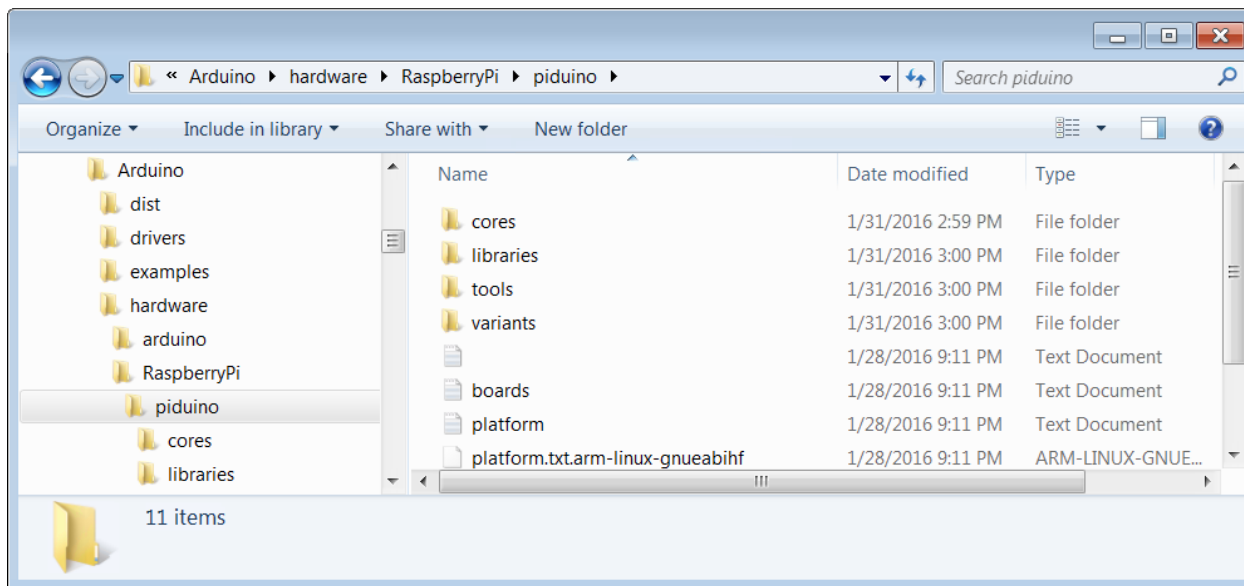 « Arduino hardware RaspberryPi piduino Search piduino
Organize Include in library Share with New folder
Arduino
dist
drivers
examples
hardware
arduino
RaspberryPi
piduino
cores
libraries
Name Date modified Type
cores 1/31/2016 2:59 PM File folder
libraries 1/31/2016 3:00 PM File folder
tools 1/31/2016 3:00 PM File folder
variants 1/31/2016 3:00 PM File folder
1/28/2016 9:11 PM Text Document
boards 1/28/2016 9:11 PM Text Document
platform 1/28/2016 9:11 PM Text Document
platform.txt.arm-linux-gnueabihf 1/28/2016 9:11 PM ARM-LINUX-GNUE...
11 items